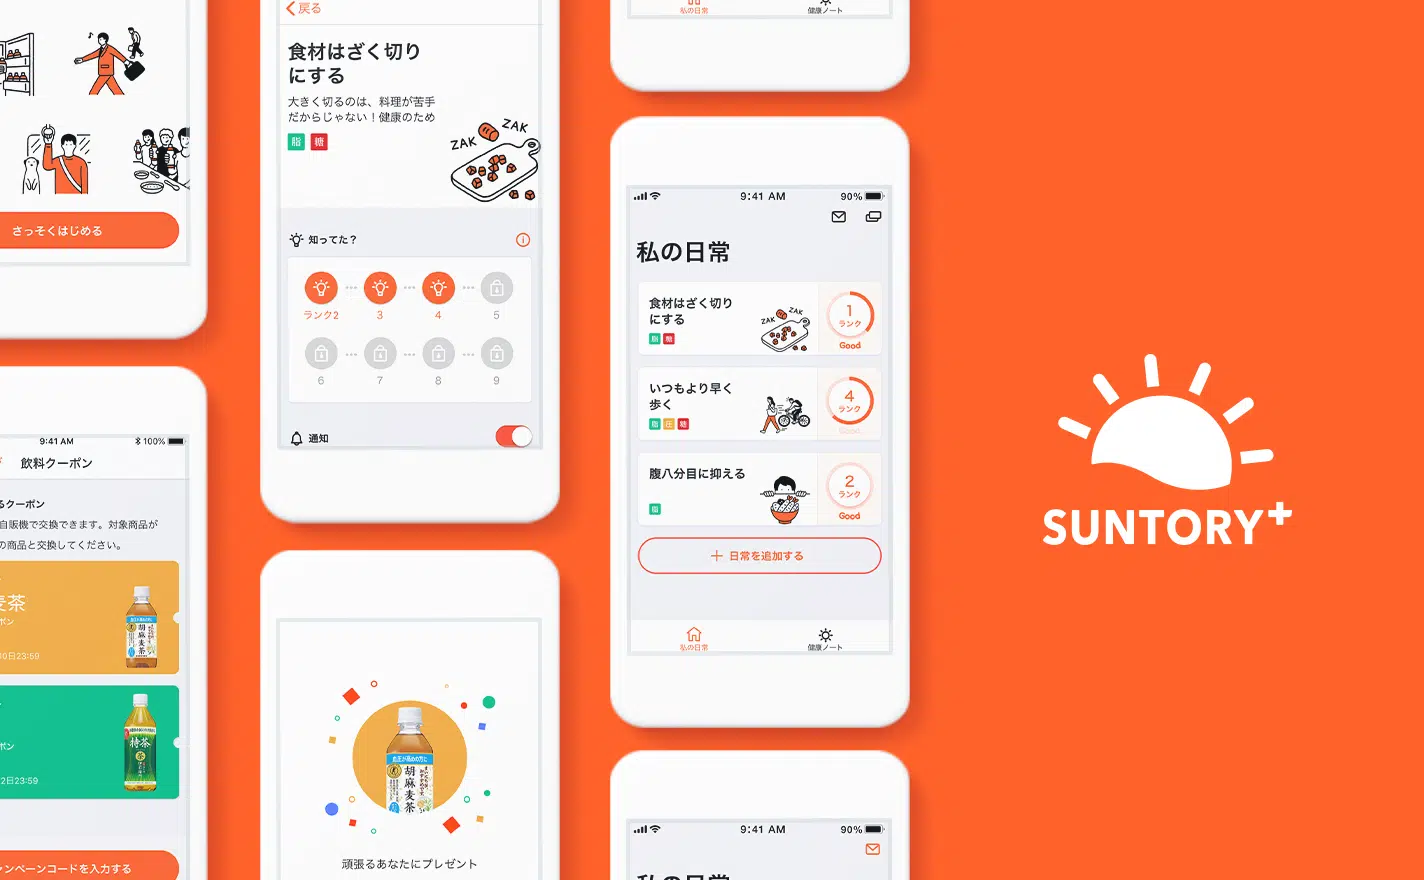 さっそくはじめる
9:41 AM
100%
飲料クーポン
るクーポン
自販機で交換できます。対象商品が
の商品と交換してください。
麦茶
ポン
日23:59
胡麻麦茶
ポン
2日23:59
特茶
ンペーンコードを入力する
戻る
食材はざく切り
にする
大きく切るのは、料理が苦手
だからじゃない！健康のため
脂 糖
ZAK ZAK
知ってた？
ランク2 3 4 5
6 7 8 9
通知
血圧が高めの方に
胡麻麦茶
頑張るあなたにプレゼント
私の日常 健康ノート
9:41 AM 90%
私の日常
食材はざく切り
にする
脂 糖
ZAK ZAK
1
ランク
Good
いつもより早く
歩く
脂 圧 糖
4
ランク
Good
腹八分目に抑える
脂
2
ランク
Good
＋ 日常を追加する
私の日常 健康ノート
9:41 AM 90%
私の日常
SUNTORY+